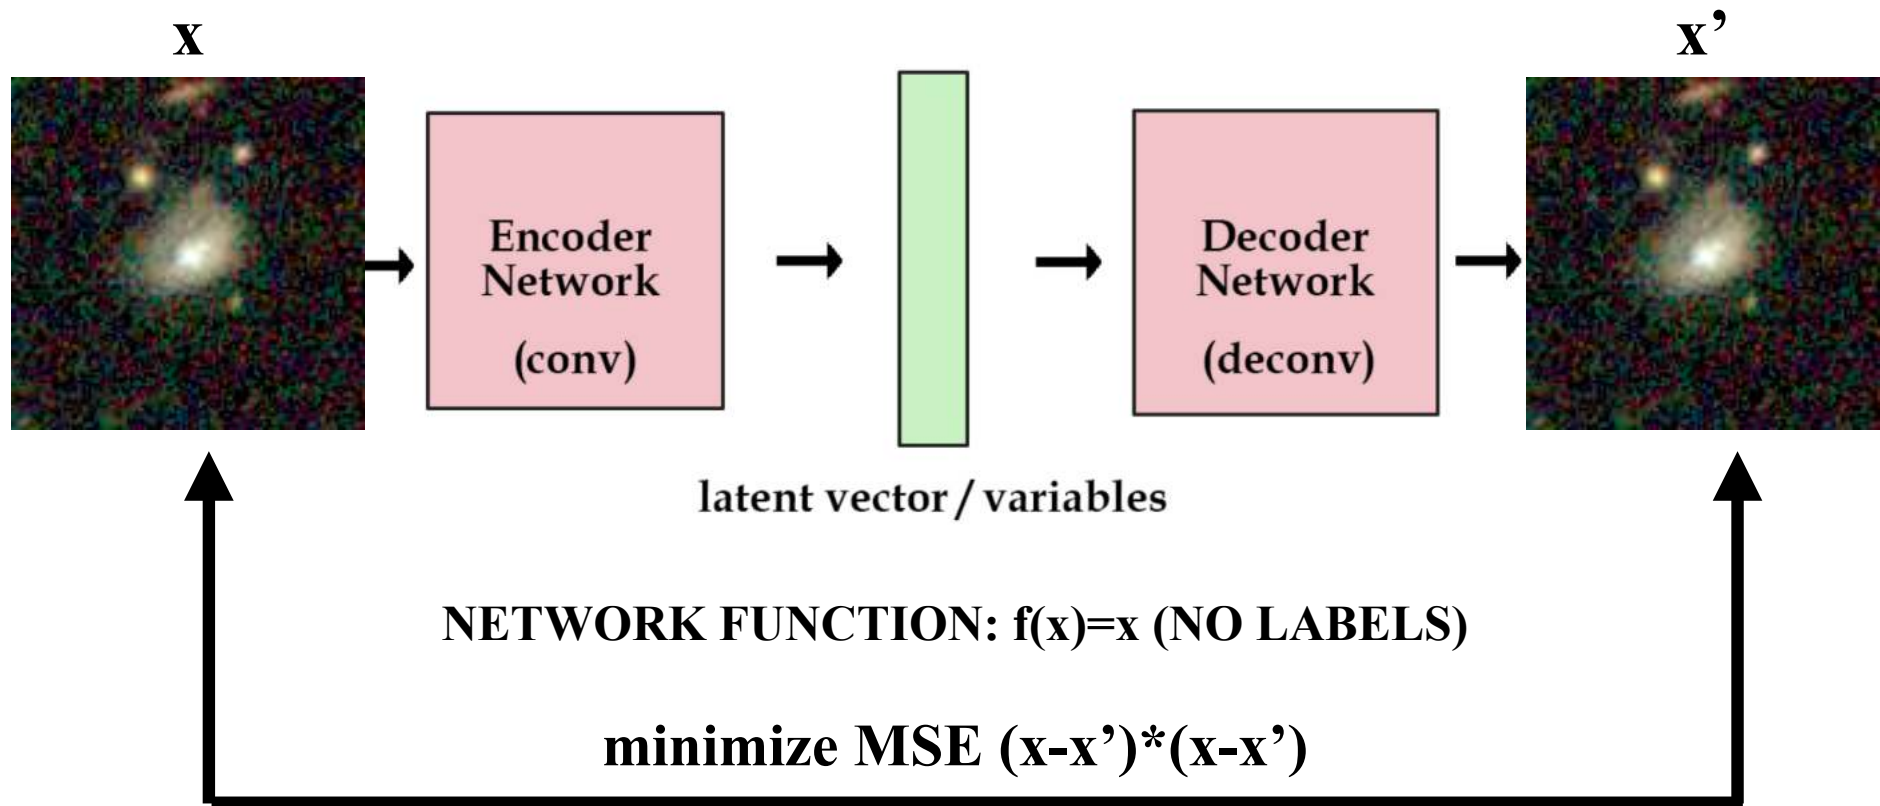 x
x’
Encoder
Network
(conv)
Decoder
Network
(deconv)
latent vector / variables
NETWORK FUNCTION: f(x)=x (NO LABELS)
minimize MSE (x-x’)*(x-x’)